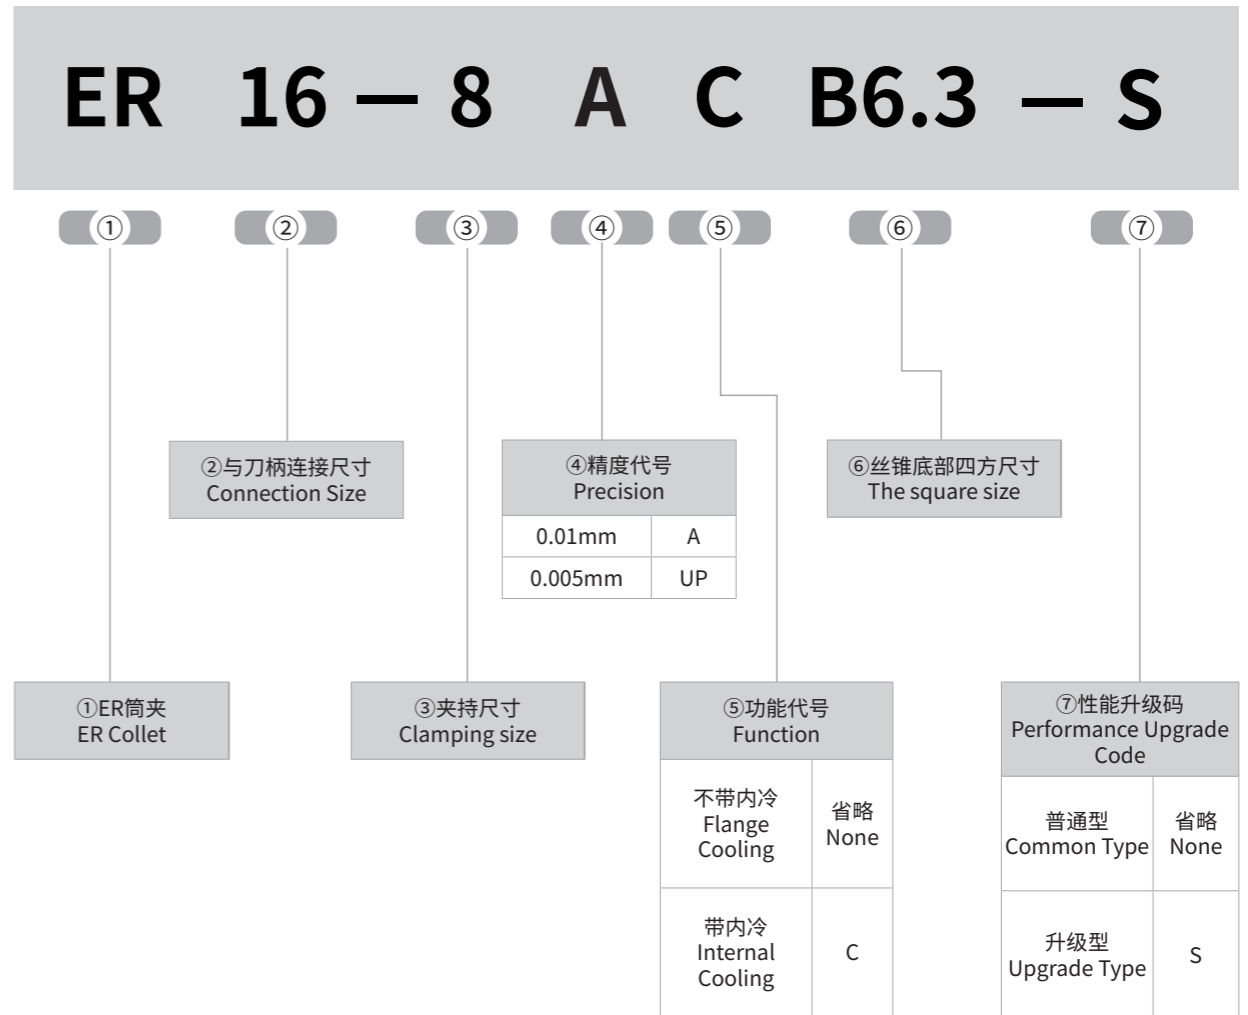 ER 16 — 8 A C B6.3 — S
① ② ③ ④ ⑤ ⑥ ⑦
②与刀柄连接尺寸
Connection Size
④精度代号
Precision
0.01mm A
0.005mm UP
⑥丝锥底部四方尺寸
The square size
①ER筒夹
ER Collet
③夹持尺寸
Clamping size
⑤功能代号
Function
不带内冷
Flange
Cooling
省略
None
带内冷
Internal
Cooling
C
⑦性能升级码
Performance Upgrade
Code
普通型
Common Type
省略
None
升级型
Upgrade Type
S